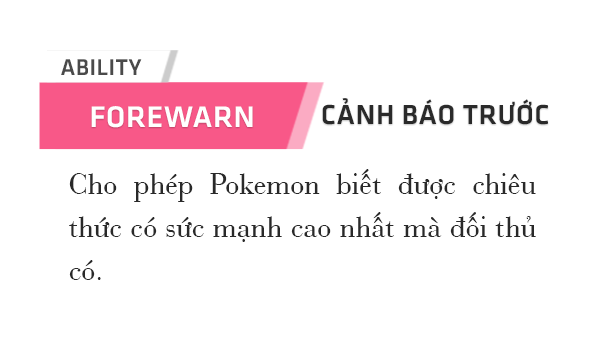 ABILITY
FOREWARN
CẢNH BÁO TRƯỚC
Cho phép Pokemon biết được chiêu
thức có sức mạnh cao nhất mà đối thủ
có.